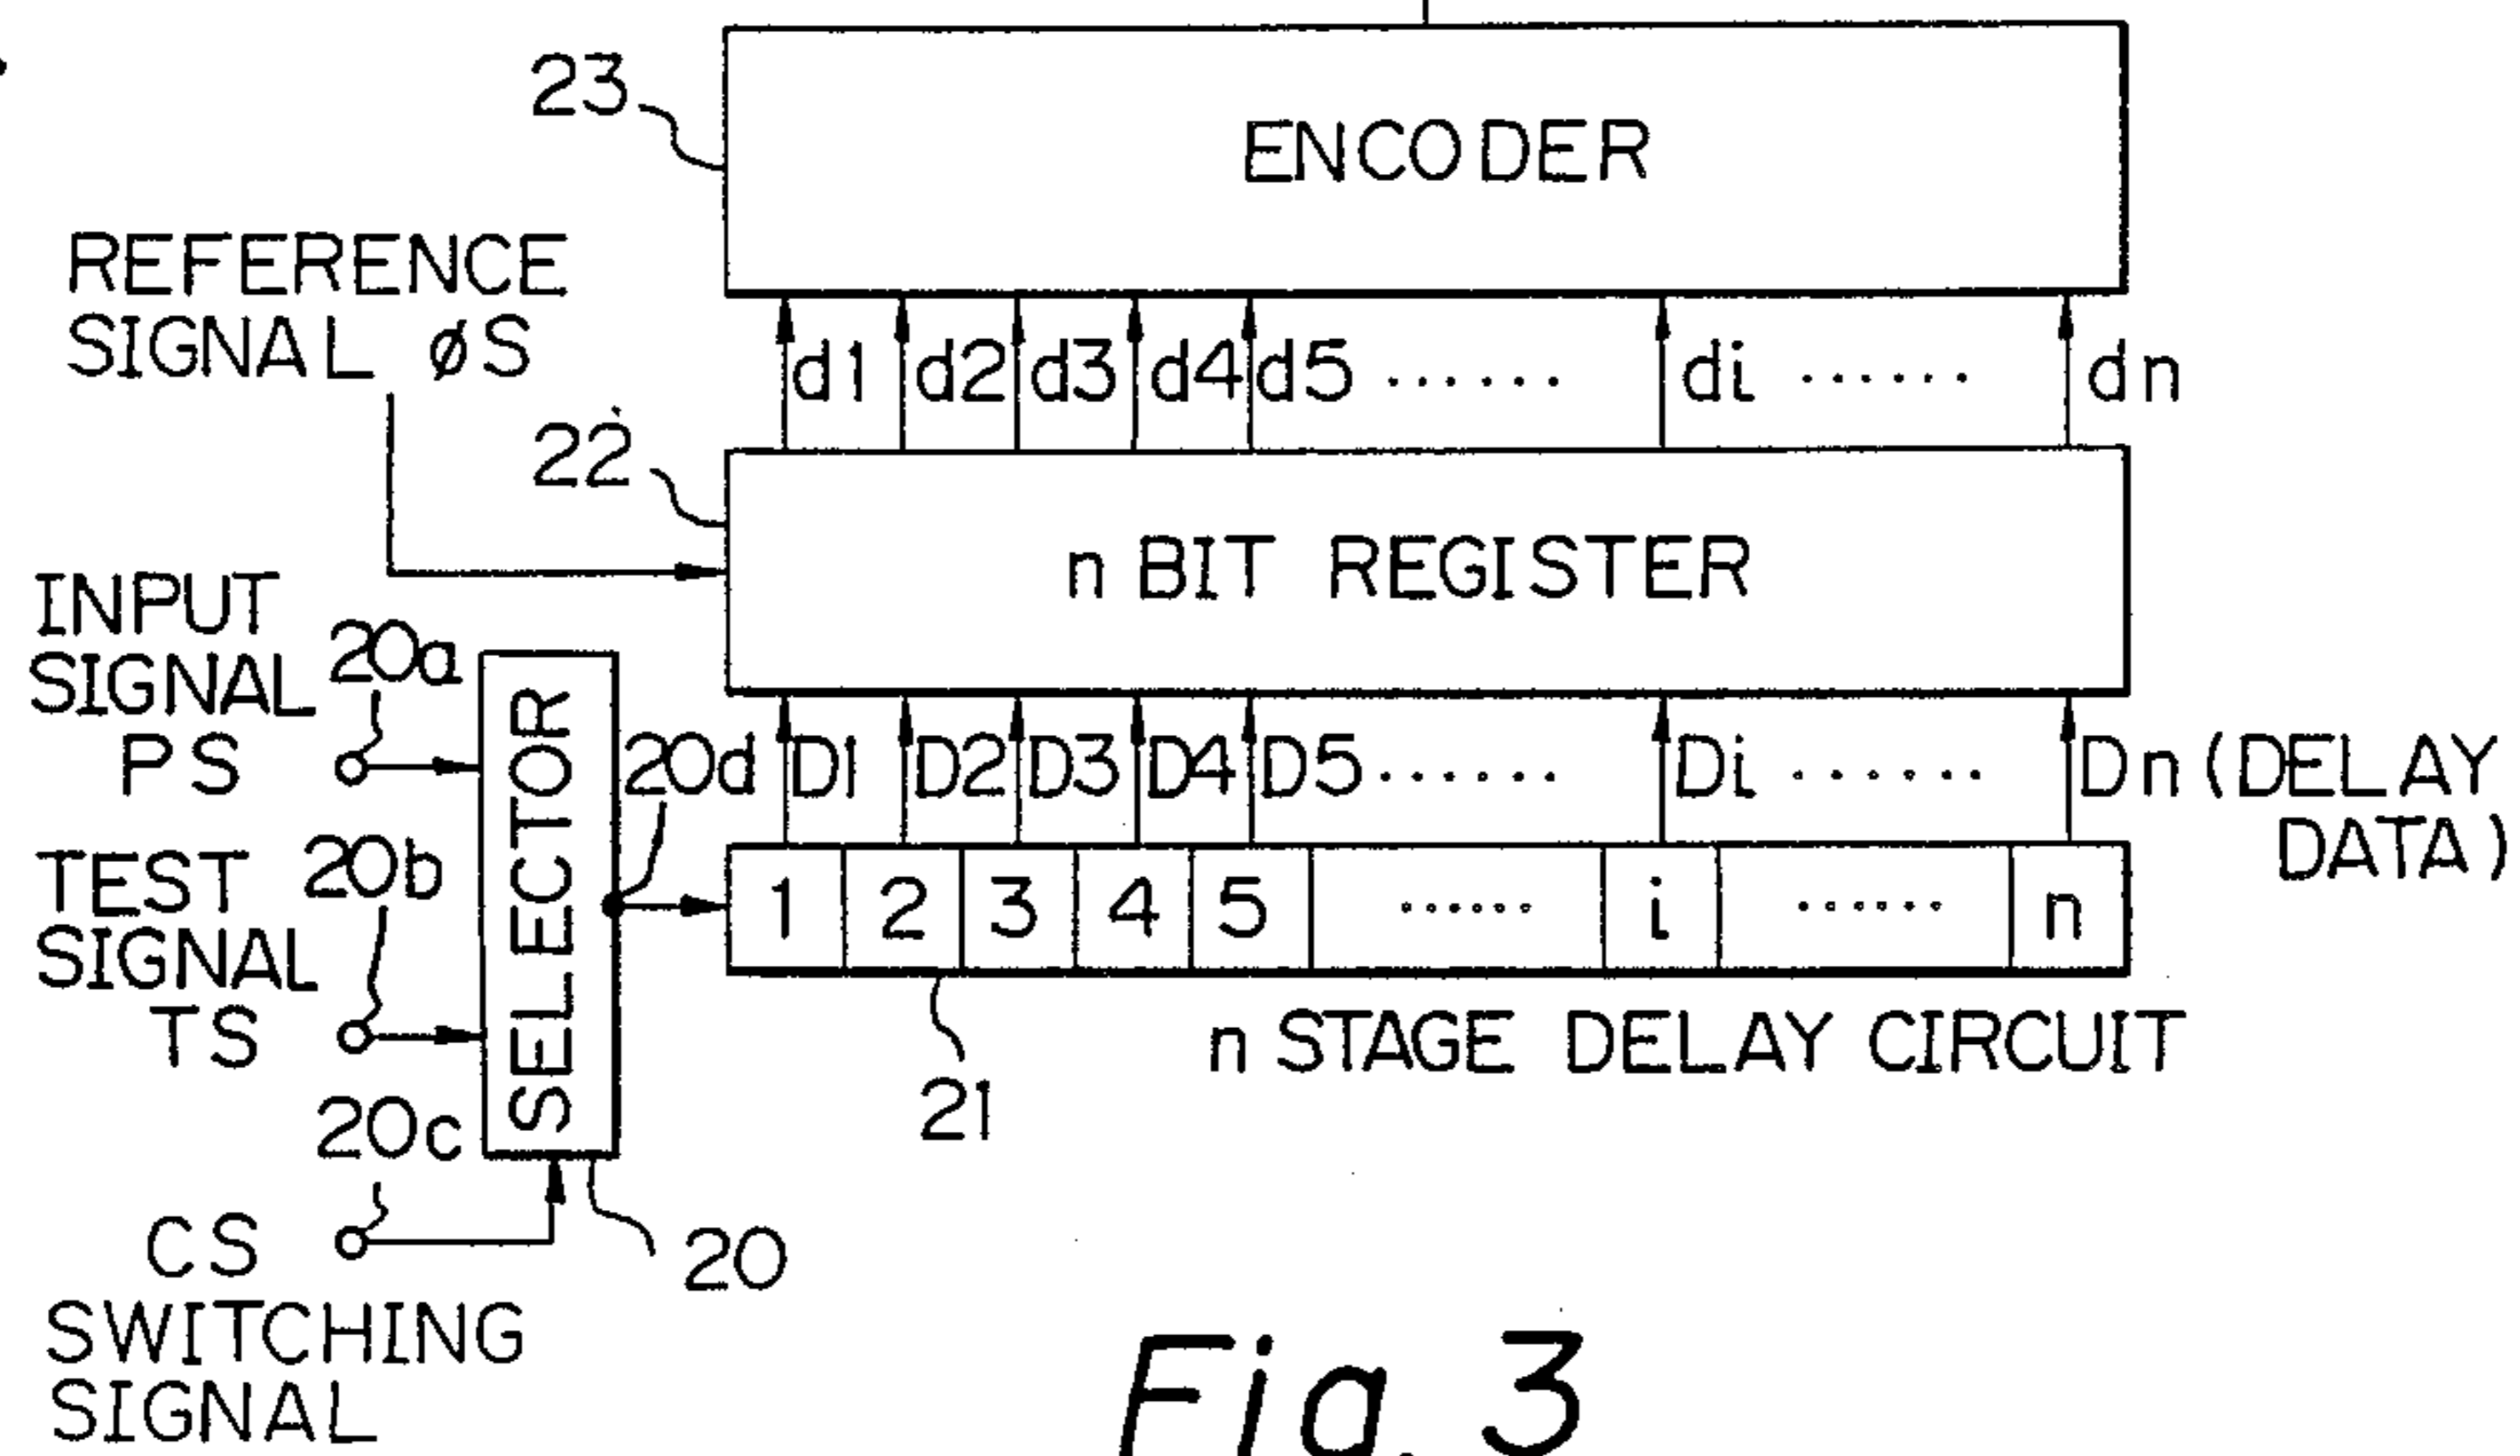 23
ENCODER
REFERENCE
SIGNAL øS
d1 d2 d3 d4 d5 ...... di ...... dn
22
n BIT REGISTER
INPUT
SIGNAL
PS
20a
SELECTOR
20d
D1 D2 D3 D4 D5 ...... Di ...... Dn (DELAY
DATA)
TEST
SIGNAL
TS
20b
1 2 3 4 5 ...... i ...... n
n STAGE DELAY CIRCUIT
21
20c
CS
SWITCHING
SIGNAL
20
Fig. 3